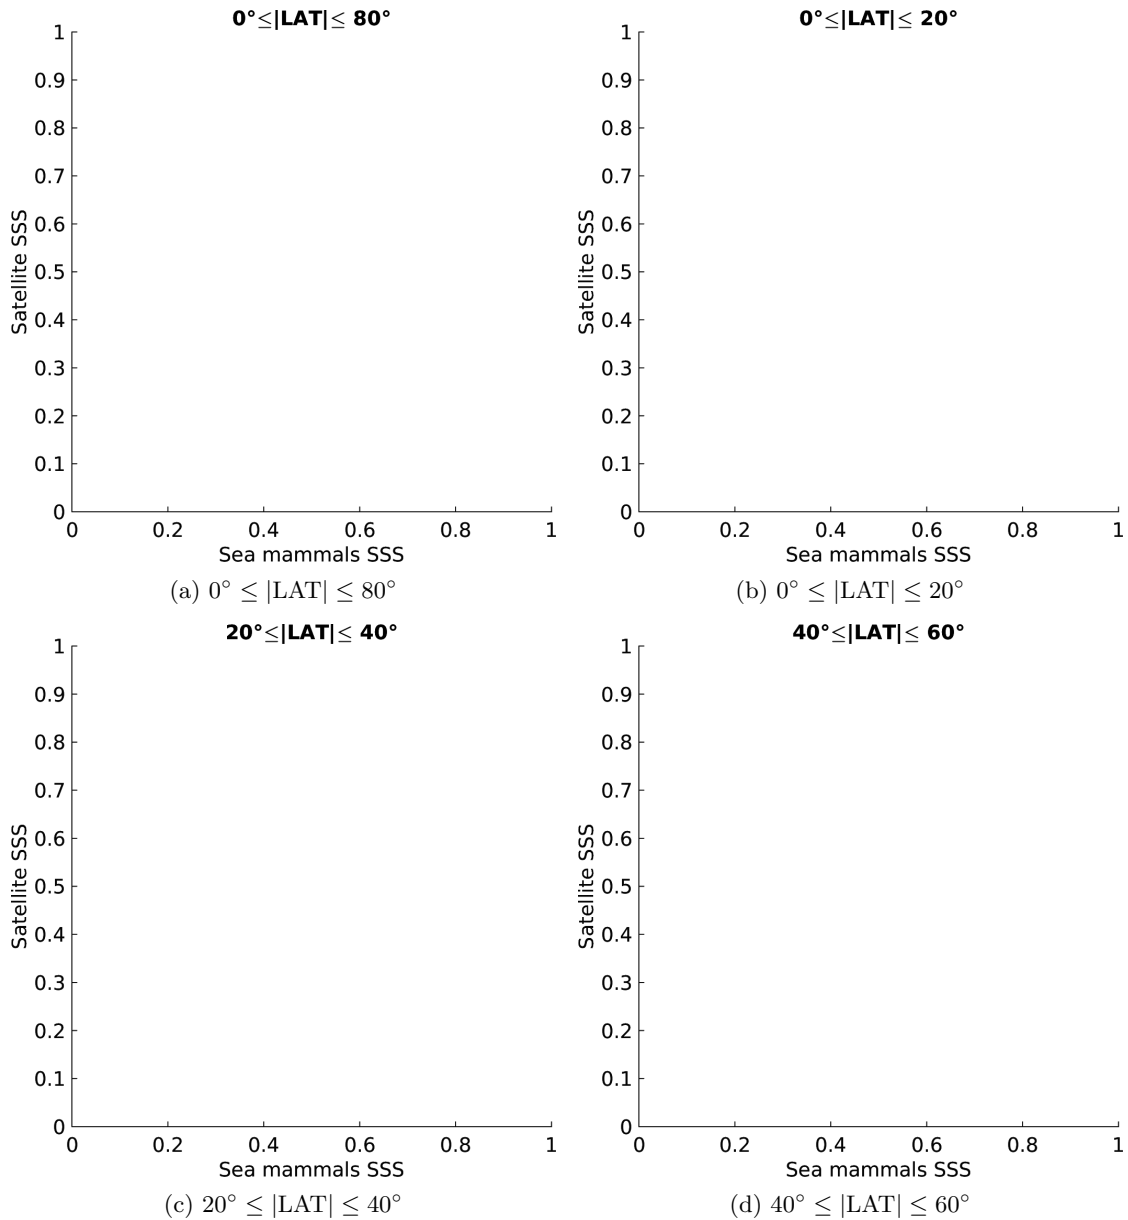 0°≤|LAT|≤ 80°
1
0.9
0.8
0.7
0.6
0.5
0.4
0.3
0.2
0.1
0
Satellite SSS
0 0.2 0.4 0.6 0.8 1
Sea mammals SSS
(a) 0° ≤ |LAT| ≤ 80°
0°≤|LAT|≤ 20°
1
0.9
0.8
0.7
0.6
0.5
0.4
0.3
0.2
0.1
0
Satellite SSS
0 0.2 0.4 0.6 0.8 1
Sea mammals SSS
(b) 0° ≤ |LAT| ≤ 20°
20°≤|LAT|≤ 40°
1
0.9
0.8
0.7
0.6
0.5
0.4
0.3
0.2
0.1
0
Satellite SSS
0 0.2 0.4 0.6 0.8 1
Sea mammals SSS
(c) 20° ≤ |LAT| ≤ 40°
40°≤|LAT|≤ 60°
1
0.9
0.8
0.7
0.6
0.5
0.4
0.3
0.2
0.1
0
Satellite SSS
0 0.2 0.4 0.6 0.8 1
Sea mammals SSS
(d) 40° ≤ |LAT| ≤ 60°